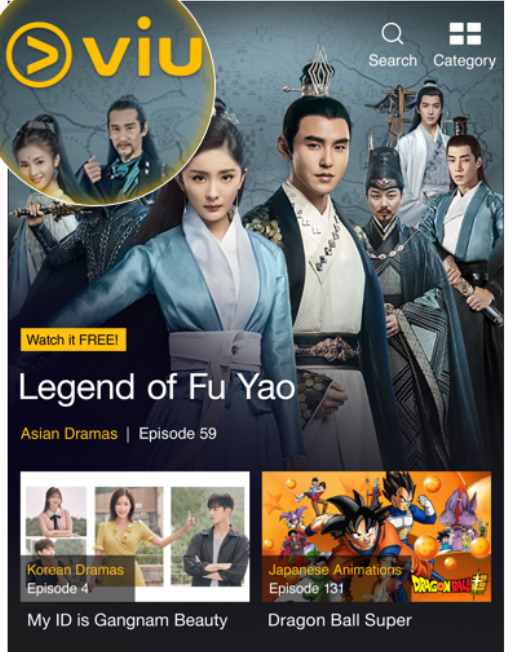 viu
Search
Category
Watch it FREE!
Legend of Fu Yao
Asian Dramas | Episode 59
Korean Dramas
Episode 4
My ID is Gangnam Beauty
Japanese Animations
Episode 131
DRAGON BALL
Dragon Ball Super